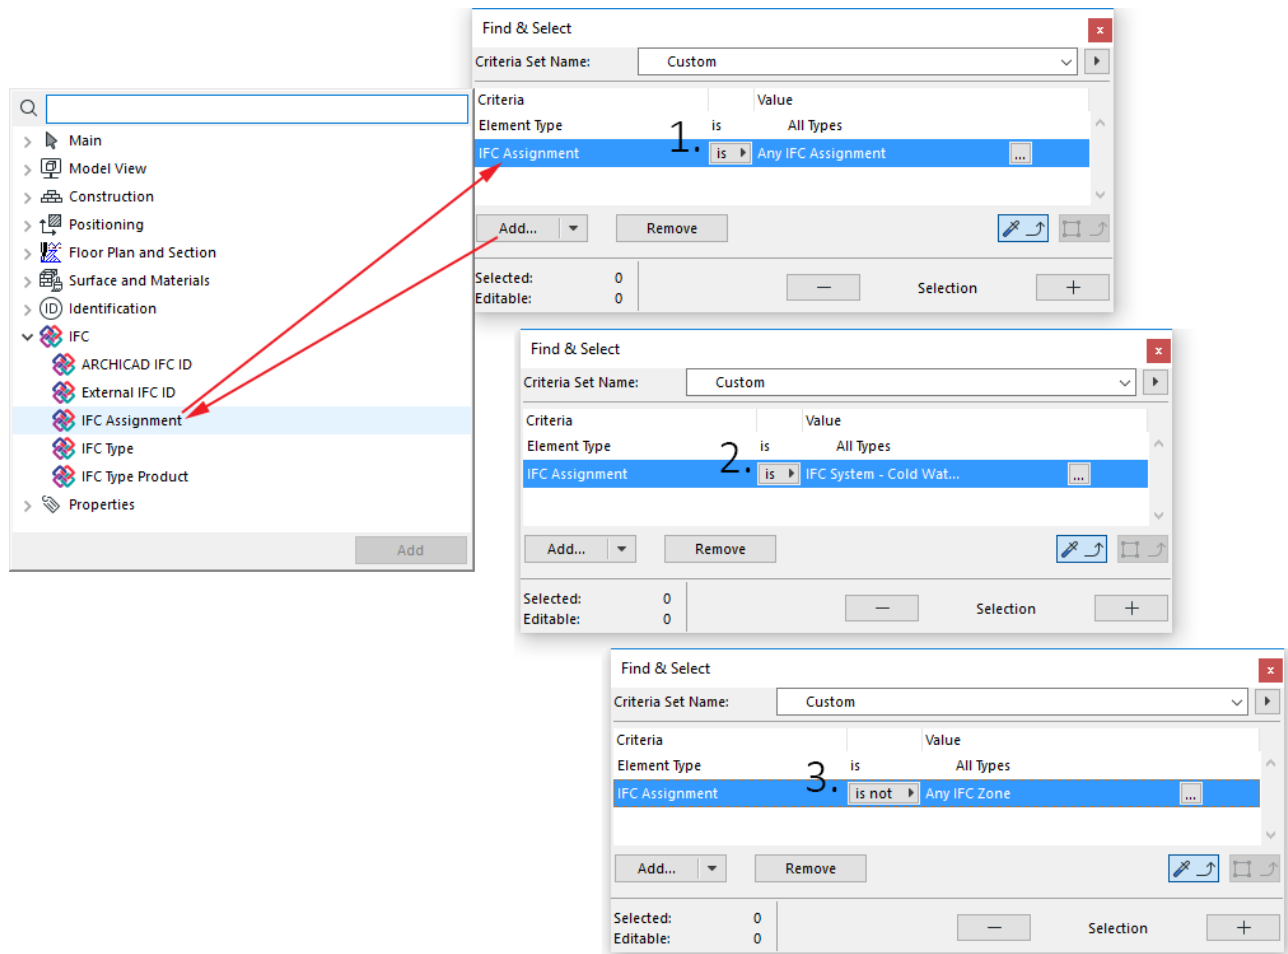 Find & Select
Criteria Set Name: Custom
Criteria Value
Element Type is All Types
1.
IFC Assignment is Any IFC Assignment ...
Add... Remove
Selected: 0
Editable: 0
Selection
Main
Model View
Construction
Positioning
Floor Plan and Section
Surface and Materials
ID Identification
IFC
ARCHICAD IFC ID
External IFC ID
IFC Assignment
IFC Type
IFC Type Product
Properties
Add
Find & Select
Criteria Set Name: Custom
Criteria Value
Element Type is All Types
2.
IFC Assignment is IFC System - Cold Wat... ...
Add... Remove
Selected: 0
Editable: 0
Selection
Find & Select
Criteria Set Name: Custom
Criteria Value
Element Type is All Types
3.
IFC Assignment is not Any IFC Zone ...
Add... Remove
Selected: 0
Editable: 0
Selection